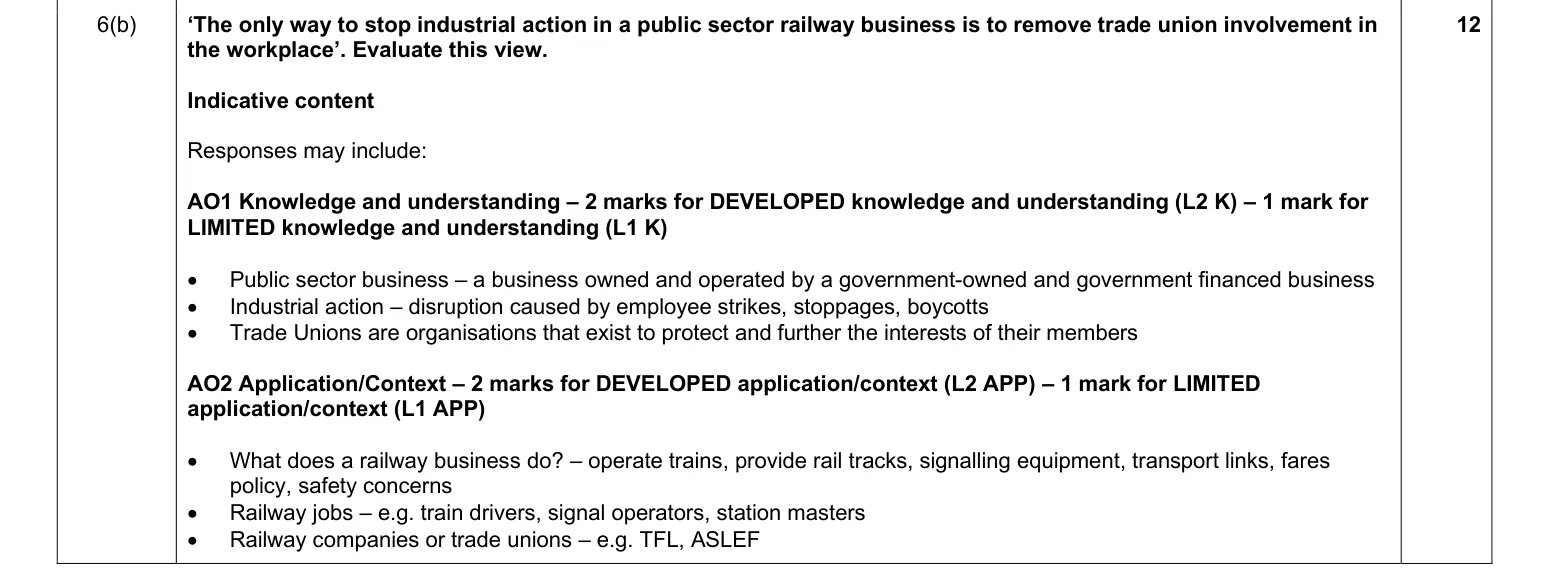 6(b)
‘The only way to stop industrial action in a public sector railway business is to remove trade union involvement in
the workplace’. Evaluate this view.
12
Indicative content
Responses may include:
AO1 Knowledge and understanding – 2 marks for DEVELOPED knowledge and understanding (L2 K) – 1 mark for
LIMITED knowledge and understanding (L1 K)
• Public sector business – a business owned and operated by a government-owned and government financed business
• Industrial action – disruption caused by employee strikes, stoppages, boycotts
• Trade Unions are organisations that exist to protect and further the interests of their members
AO2 Application/Context – 2 marks for DEVELOPED application/context (L2 APP) – 1 mark for LIMITED
application/context (L1 APP)
• What does a railway business do? – operate trains, provide rail tracks, signalling equipment, transport links, fares
policy, safety concerns
• Railway jobs – e.g. train drivers, signal operators, station masters
• Railway companies or trade unions – e.g. TFL, ASLEF